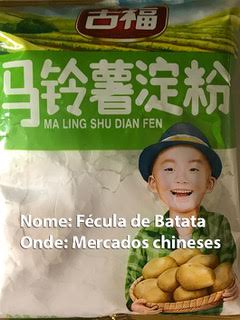 古福
马铃薯淀粉
MA LING SHU DIAN FEN
Nome: Fécula de Batata
Onde: Mercados chineses